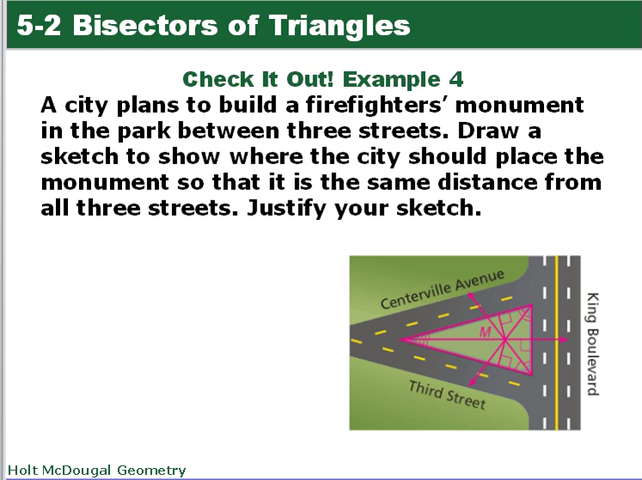 5-2 Bisectors of Triangles
Check It Out! Example 4
A city plans to build a firefighters’ monument
in the park between three streets. Draw a
sketch to show where the city should place the
monument so that it is the same distance from
all three streets. Justify your sketch.
Centerville Avenue
King Boulevard
M
Third Street
Holt McDougal Geometry